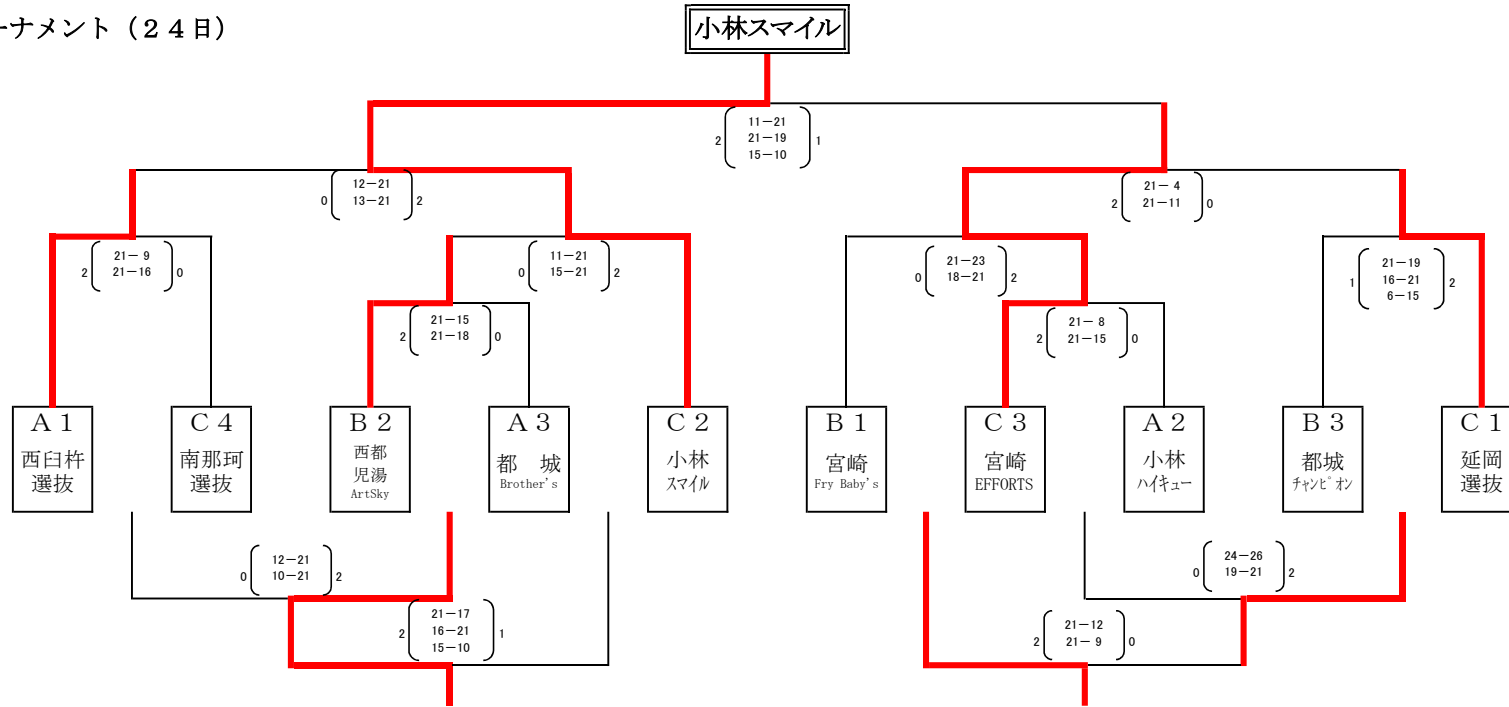 ーナメント（２４日）
小林スマイル
11－21
2 21－19 1
15－10
12－21
0 13－21 2
21－ 4
2 21－11 0
21－ 9
2 21－16 0
11－21
0 15－21 2
21－23
0 18－21 2
21－19
1 16－21 2
6－15
21－15
2 21－18 0
21－ 8
2 21－15 0
Ａ１
西臼杵
選抜
Ｃ４
南那珂
選抜
Ｂ２
西都
児湯
ArtSky
Ａ３
都　城
Brother's
Ｃ２
小林
ｽﾏｲﾙ
Ｂ１
宮崎
Fry Baby's
Ｃ３
宮崎
EFFORTS
Ａ２
小林
ﾊｲｷｭー
Ｂ３
都城
ﾁｬﾝﾋﾟｵﾝ
Ｃ１
延岡
選抜
12－21
0 10－21 2
24－26
0 19－21 2
21－17
2 16－21 1
15－10
21－12
2 21－ 9 0